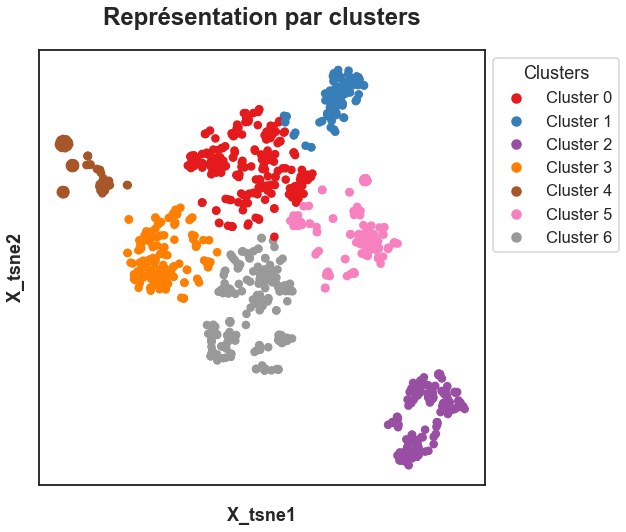 Représentation par clusters
Clusters
Cluster 0
Cluster 1
Cluster 2
Cluster 3
Cluster 4
Cluster 5
Cluster 6
X_tsne2
X_tsne1